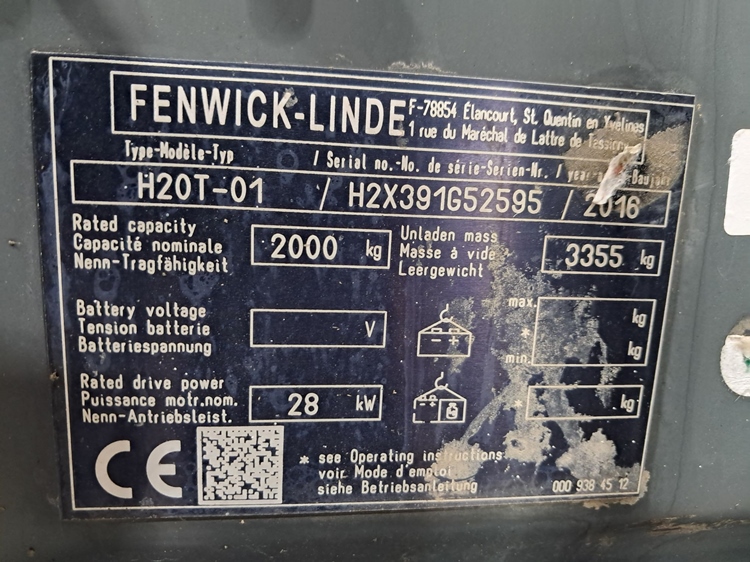 FENWICK-LINDE
F-78854 Élancourt, St. Quentin en Yvelines
1 rue du Maréchal de Lattre de Tassigny
Type-Modèle-Typ / Serial no.-No. de série-Serien-Nr. / year-année-Baujahr
H20T-01 / H2X391G52595 / 2016
Rated capacity
Capacité nominale
Nenn-Tragfähigkeit
2000 kg
Unladen mass
Masse à vide
Leergewicht
3355 kg
Battery voltage
Tension batterie
Batteriespannung
V
max.
kg
*
min.
kg
Rated drive power
Puissance motr.nom.
Nenn-Antriebsleist.
28 kW
*
kg
CE
* see Operating instructions
voir Mode d'emploi
siehe Betriebsanleitung
000 938 45 12